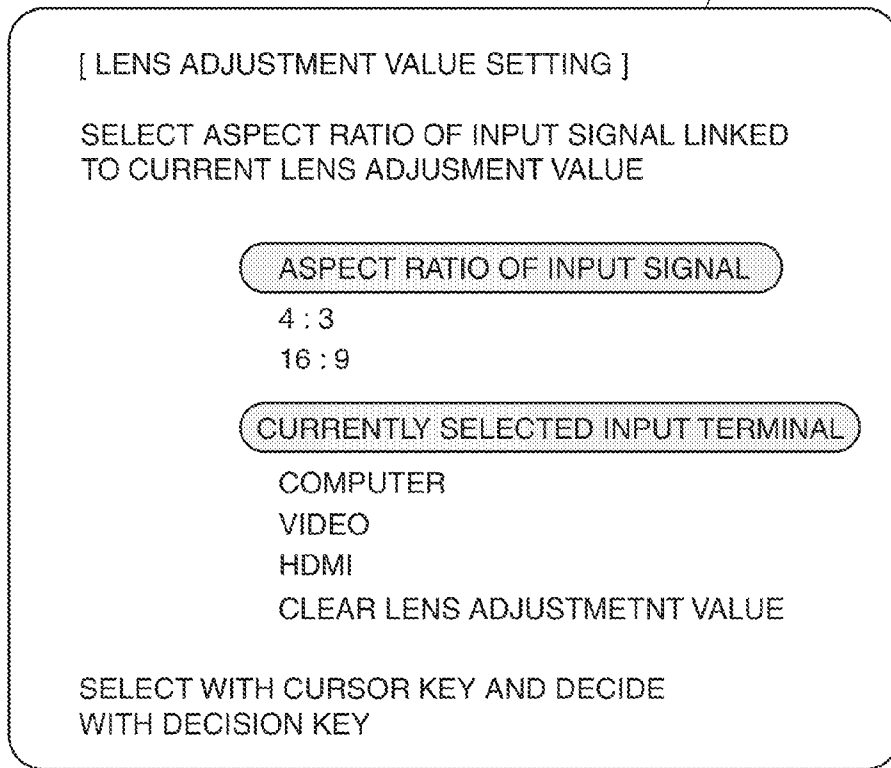 [ LENS ADJUSTMENT VALUE SETTING ]
SELECT ASPECT RATIO OF INPUT SIGNAL LINKED
TO CURRENT LENS ADJUSMENT VALUE
ASPECT RATIO OF INPUT SIGNAL
4 : 3
16 : 9
CURRENTLY SELECTED INPUT TERMINAL
COMPUTER
VIDEO
HDMI
CLEAR LENS ADJUSTMETNT VALUE
SELECT WITH CURSOR KEY AND DECIDE
WITH DECISION KEY